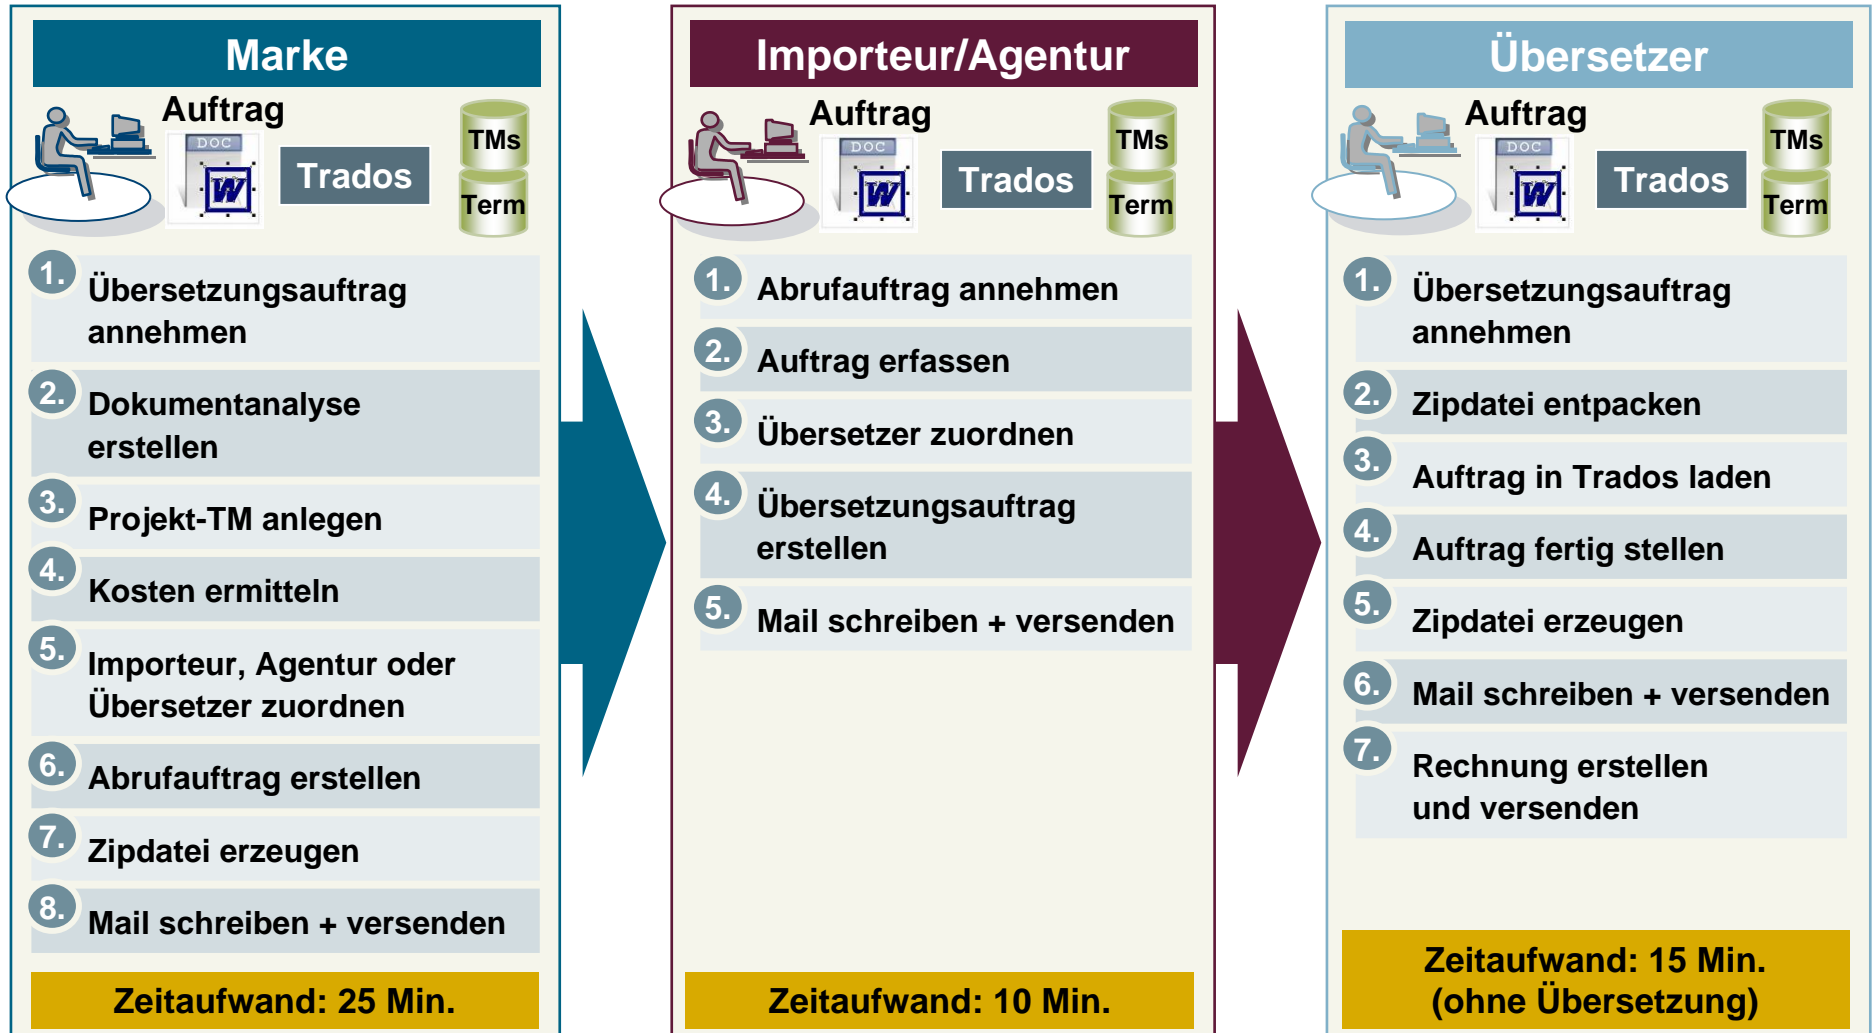 Marke
Auftrag
DOC
W
Trados
TMs
Term
1.
Übersetzungsauftrag
annehmen
2.
Dokumentanalyse
erstellen
3.
Projekt-TM anlegen
4.
Kosten ermitteln
5.
Importeur, Agentur oder
Übersetzer zuordnen
6.
Abrufauftrag erstellen
7.
Zipdatei erzeugen
8.
Mail schreiben + versenden
Zeitaufwand: 25 Min.
Importeur/Agentur
Auftrag
DOC
W
Trados
TMs
Term
1.
Abrufauftrag annehmen
2.
Auftrag erfassen
3.
Übersetzer zuordnen
4.
Übersetzungsauftrag
erstellen
5.
Mail schreiben + versenden
Zeitaufwand: 10 Min.
Übersetzer
Auftrag
DOC
W
Trados
TMs
Term
1.
Übersetzungsauftrag
annehmen
2.
Zipdatei entpacken
3.
Auftrag in Trados laden
4.
Auftrag fertig stellen
5.
Zipdatei erzeugen
6.
Mail schreiben + versenden
7.
Rechnung erstellen
und versenden
Zeitaufwand: 15 Min.
(ohne Übersetzung)